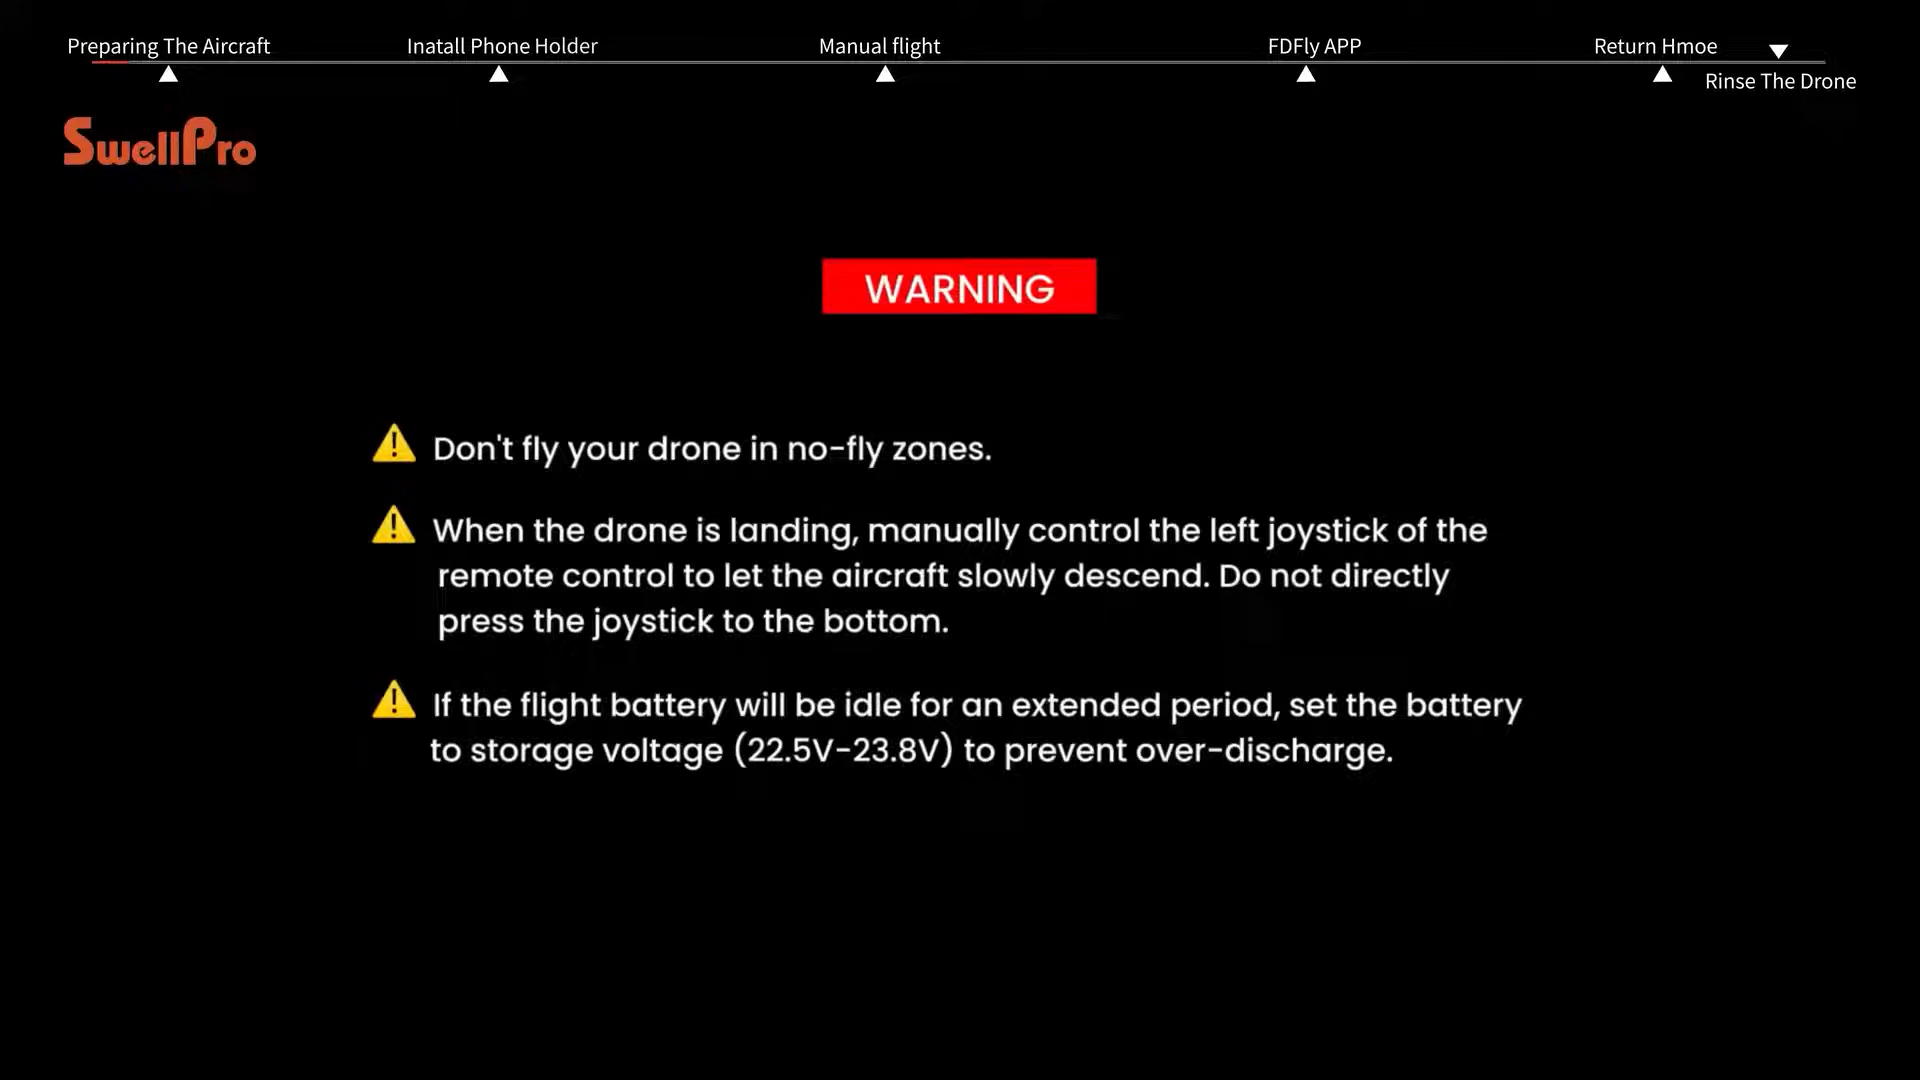 Preparing The Aircraft
Inatall Phone Holder
Manual flight
FDFly APP
Return Hmoe
Rinse The Drone
SwellPro
WARNING
Don't fly your drone in no-fly zones.
When the drone is landing, manually control the left joystick of the
remote control to let the aircraft slowly descend. Do not directly
press the joystick to the bottom.
If the flight battery will be idle for an extended period, set the battery
to storage voltage (22.5V-23.8V) to prevent over-discharge.